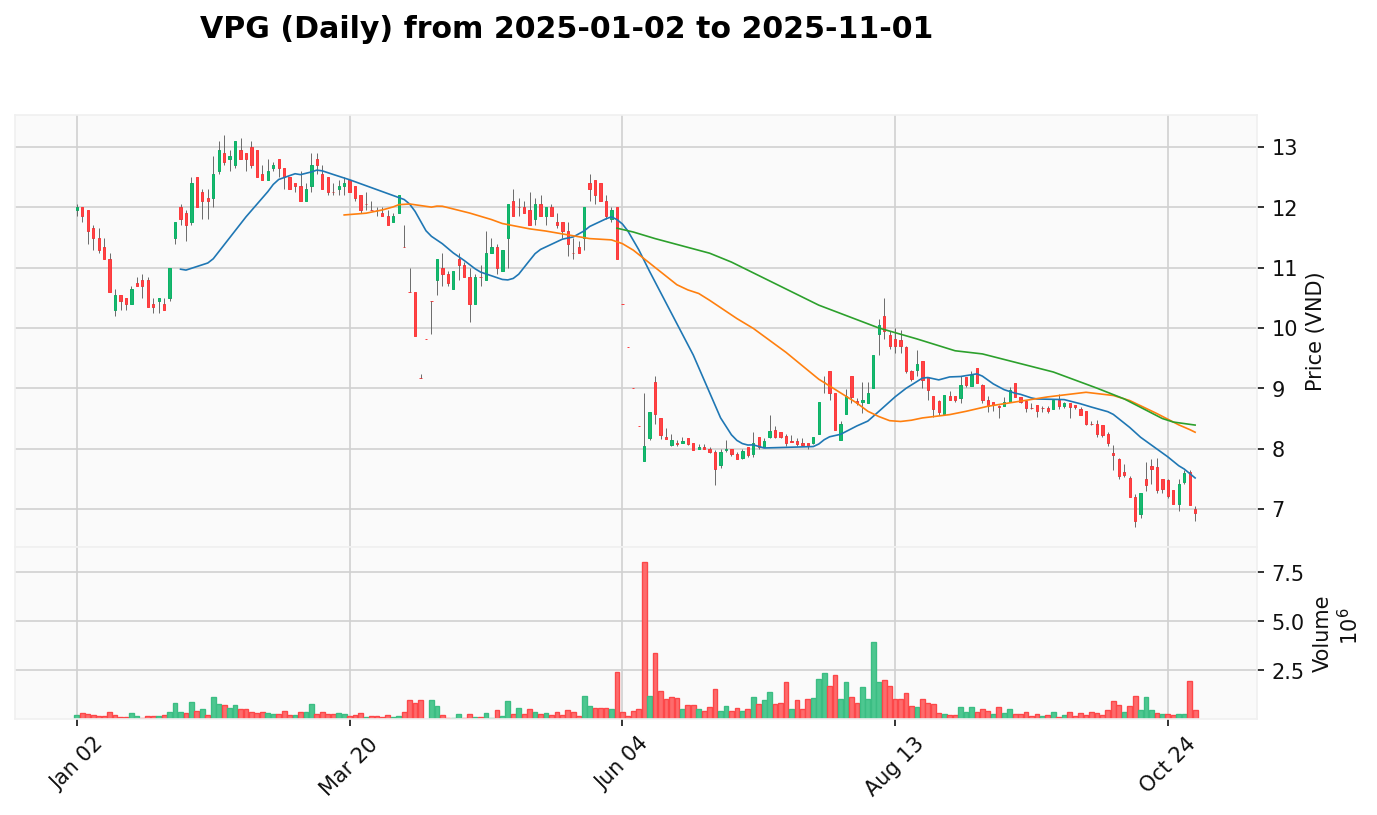 VPG (Daily) from 2025-01-02 to 2025-11-01
13
12
11
10
9
8
7
Price (VND)
7.5
5.0
2.5
Volume
10⁶
Jan 02
Mar 20
Jun 04
Aug 13
Oct 24